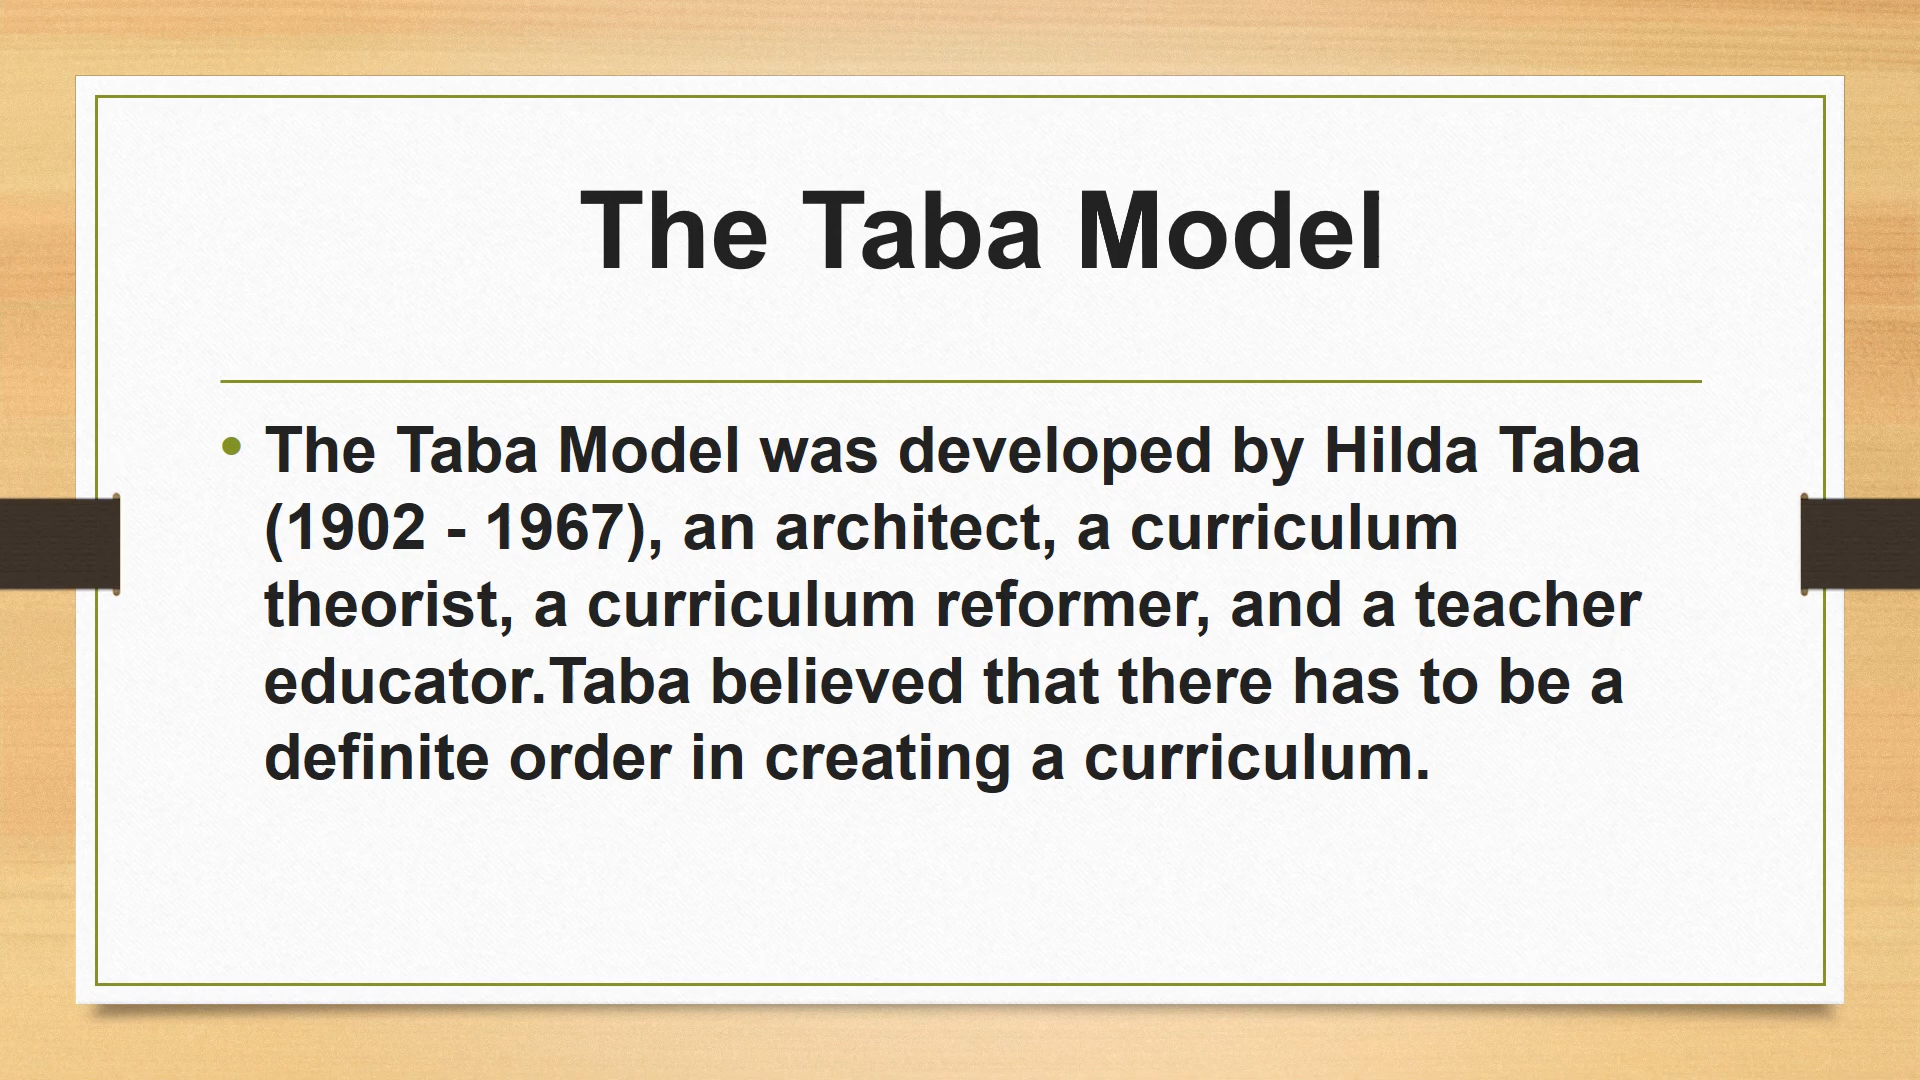 The Taba Model
• The Taba Model was developed by Hilda Taba
(1902 - 1967), an architect, a curriculum
theorist, a curriculum reformer, and a teacher
educator.Taba believed that there has to be a
definite order in creating a curriculum.